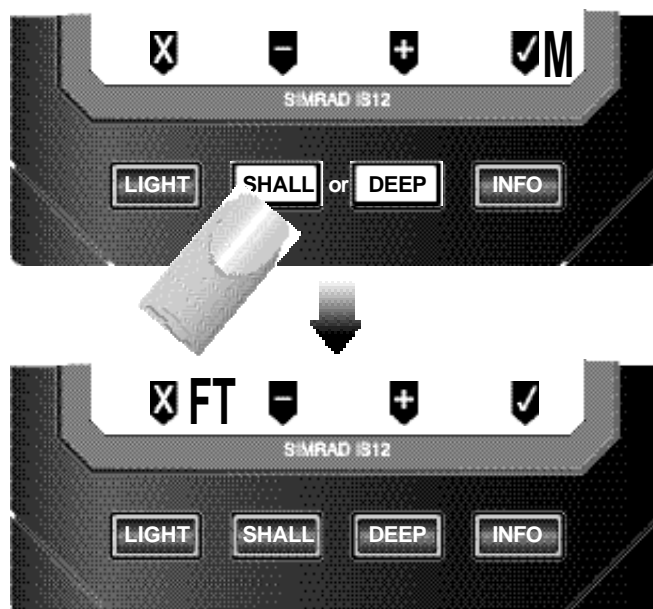 X - + ✓ M
SIMRAD IS12
LIGHT SHALL or DEEP INFO
X FT - + ✓
SIMRAD IS12
LIGHT SHALL DEEP INFO